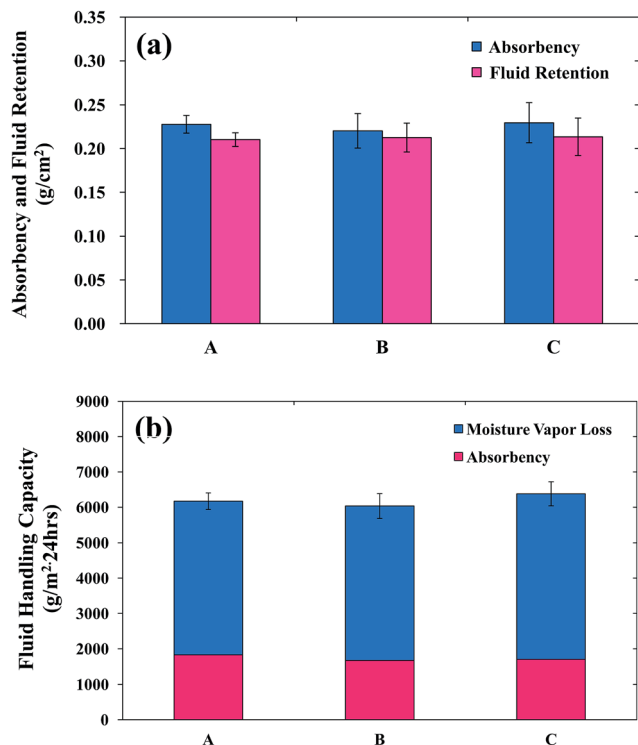 (a)
Absorbency
Fluid Retention
Absorbency and Fluid Retention
(g/cm²)
0.35
0.30
0.25
0.20
0.15
0.10
0.05
0.00
A B C
(b)
Moisture Vapor Loss
Absorbency
Fluid Handling Capacity
(g/m²·24hrs)
9000
8000
7000
6000
5000
4000
3000
2000
1000
0
A B C